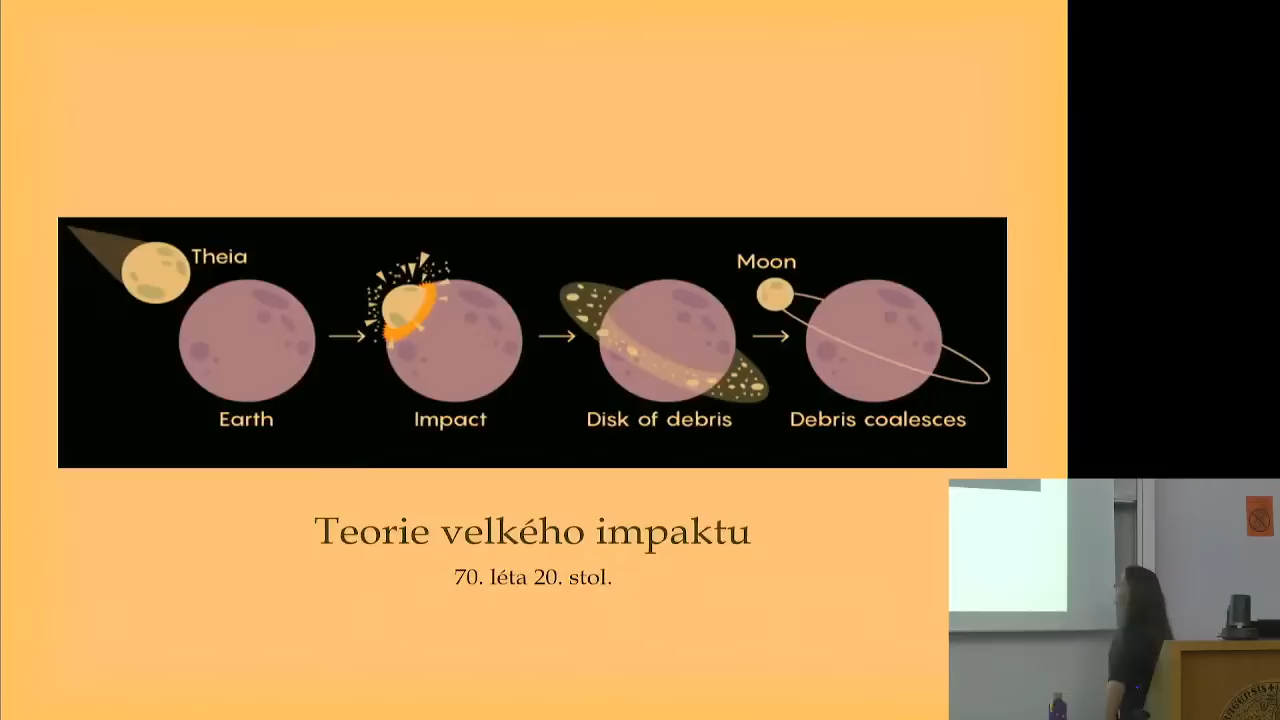 Theia
Moon
Earth
Impact
Disk of debris
Debris coalesces
Teorie velkého impaktu
70. léta 20. stol.